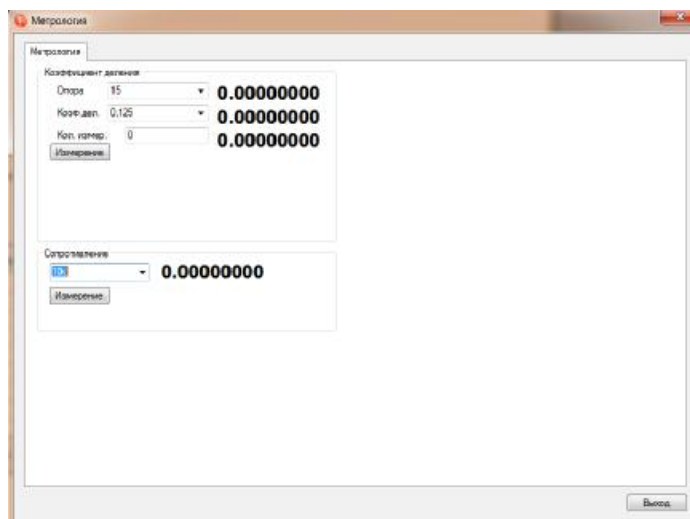 Метрология
Метрология
Коэффициент деления
Опора 15 0.00000000
Коэф.дел. 0.125 0.00000000
Кол. измер. 0 0.00000000
Измерение
Сопротивление
0.00000000
Измерение
Выход